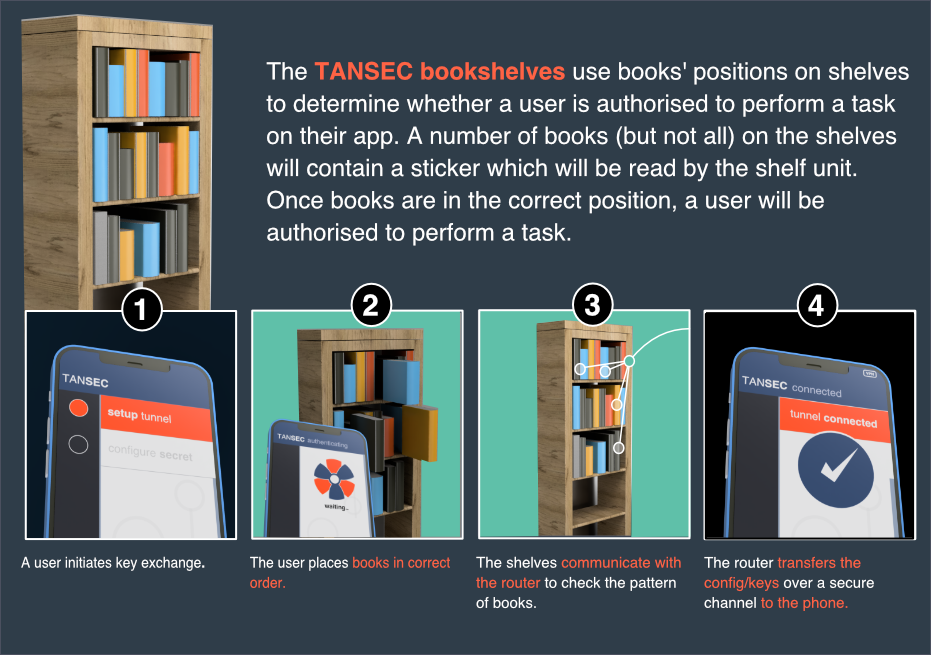 The TANSEC bookshelves use books' positions on shelves
to determine whether a user is authorised to perform a task
on their app. A number of books (but not all) on the shelves
will contain a sticker which will be read by the shelf unit.
Once books are in the correct position, a user will be
authorised to perform a task.
1
2
3
4
TANSEC
setup tunnel
configure secret
TANSEC authenticating
waiting..
TANSEC connected
VPN
tunnel connected
A user initiates key exchange.
The user places books in correct
order.
The shelves communicate with
the router to check the pattern
of books.
The router transfers the
config/keys over a secure
channel to the phone.